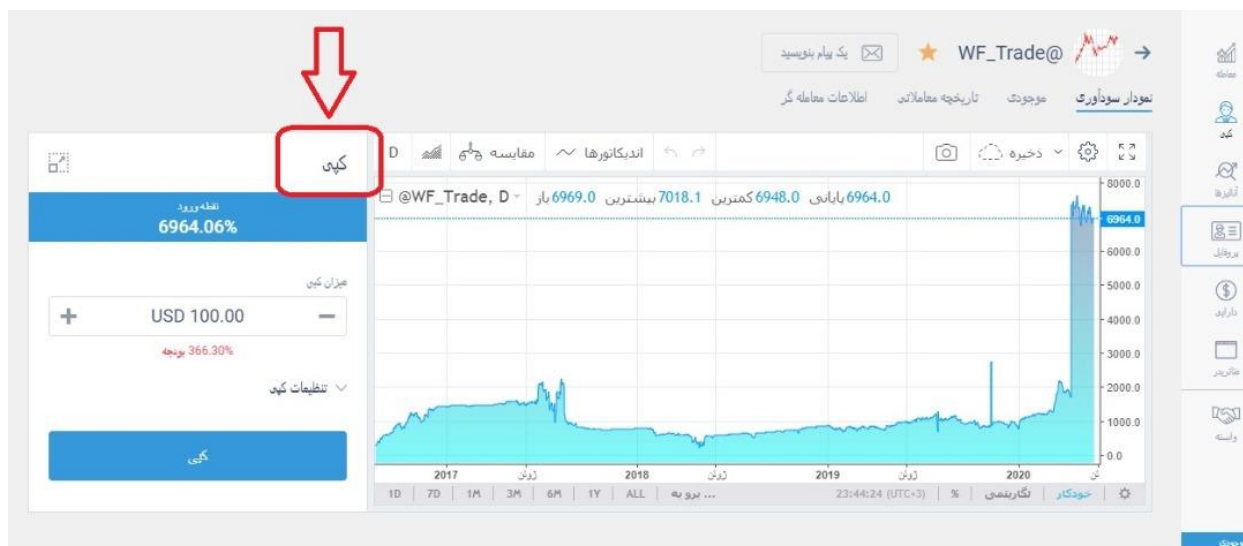 @WF_Trade
یک پیام بنویسید
نمودار سودآوری
موجودی
تاریخچه معاملاتی
اطلاعات معامله گر
معامله
کپی
آنالیزها
پروفایل
دارایی
متاتریدر
واسته
ذخیره
اندیکاتورها
مقایسه
D
@WF_Trade, D
باز 6969.0 بیشترین 7018.1 کمترین 6948.0 پایانی 6964.0
8000.0
6964.0
6000.0
5000.0
4000.0
3000.0
2000.0
1000.0
0.0
2017
ژوئن
2018
ژوئن
2019
ژوئن
2020
1D 7D 1M 3M 6M 1Y ALL برو به ...
23:44:24 (UTC+3) % لگاریتمی خودکار
کپی
نقطه ورود
6964.06%
میزان کپی
+ USD 100.00 −
366.30% بودجه
تنظیمات کپی
کپی